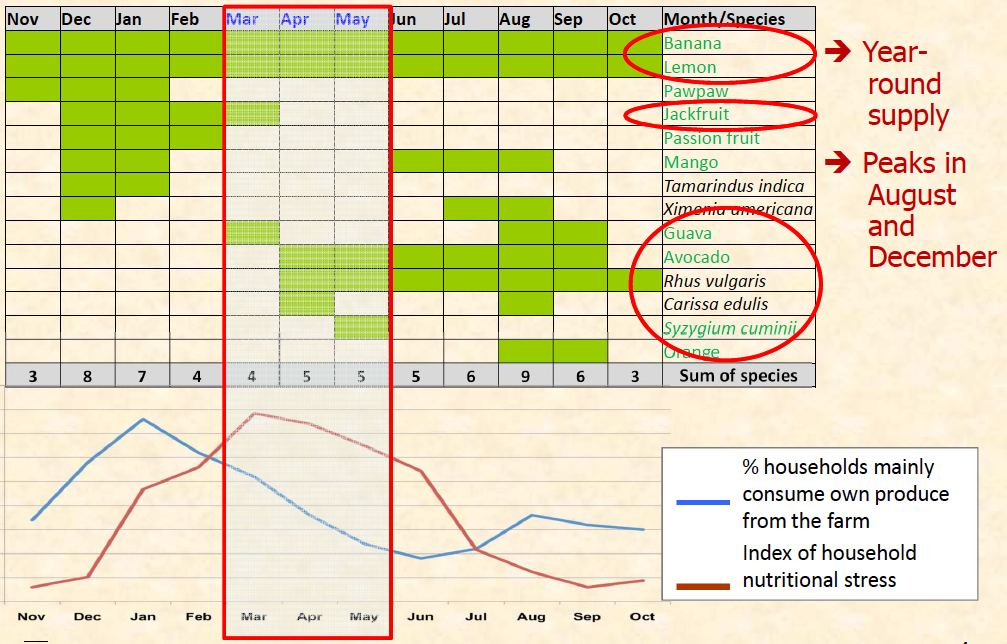 Nov Dec Jan Feb Mar Apr May Jun Jul Aug Sep Oct Month/Species
Banana
Lemon
Pawpaw
Jackfruit
Passion fruit
Mango
Tamarindus indica
Ximenia americana
Guava
Avocado
Rhus vulgaris
Carissa edulis
Syzygium cuminii
Orange
3 8 7 4 4 5 5 5 6 9 6 3 Sum of species
➔ Year-
round
supply
➔ Peaks in
August
and
December
% households mainly
consume own produce
from the farm
Index of household
nutritional stress
Nov Dec Jan Feb Mar Apr May Jun Jul Aug Sep Oct